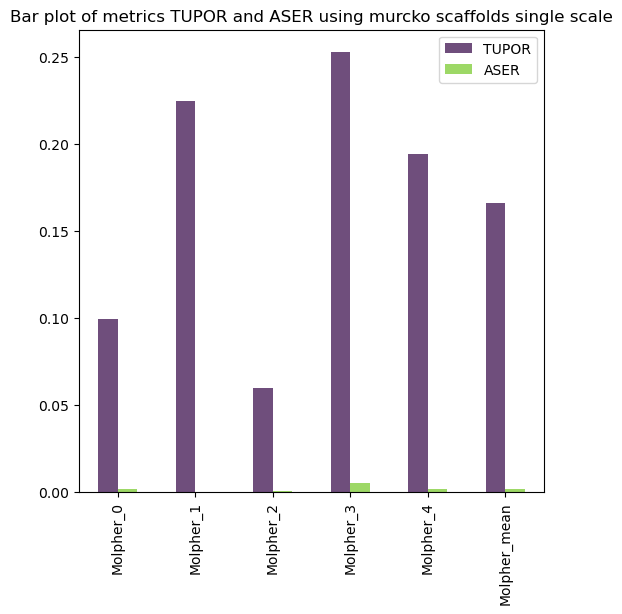 Bar plot of metrics TUPOR and ASER using murcko scaffolds single scale
TUPOR
ASER
0.25
0.20
0.15
0.10
0.05
0.00
Molpher_0
Molpher_1
Molpher_2
Molpher_3
Molpher_4
Molpher_mean